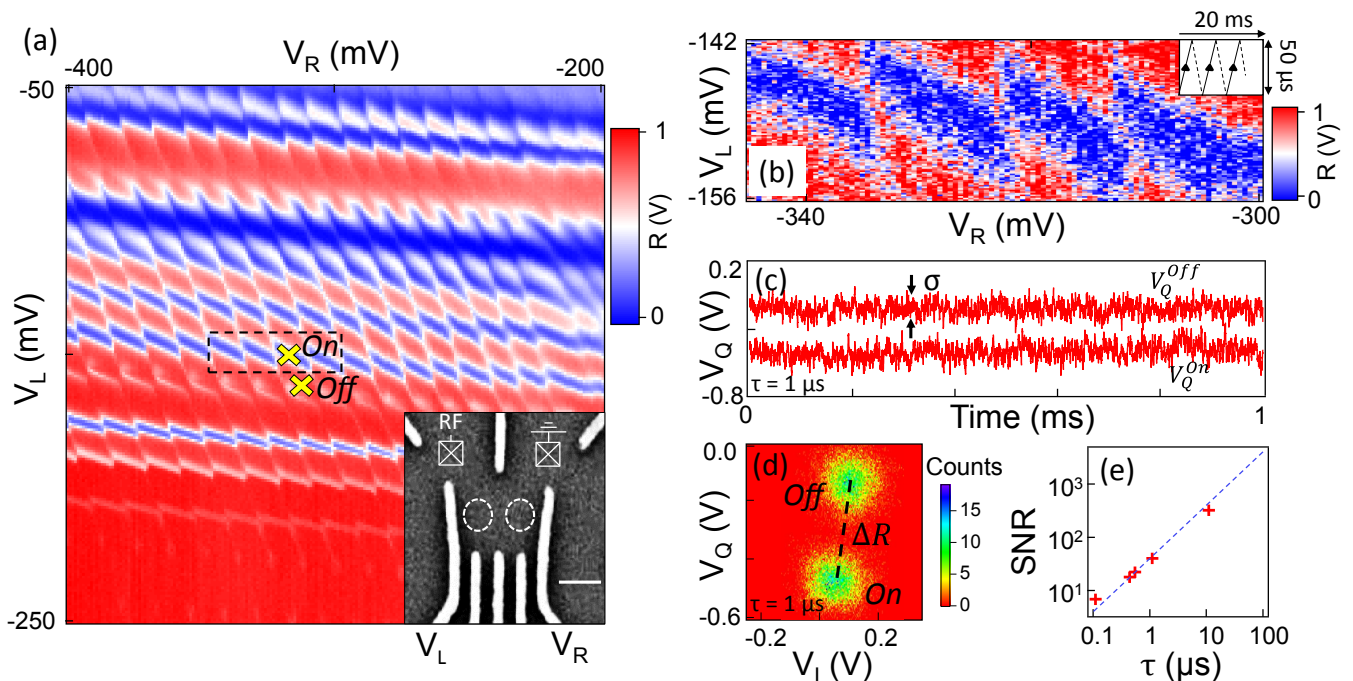 (a)
V_R (mV)
-400
-200
-50
V_L (mV)
-250
1
R (V)
0
On
Off
RF
V_L
V_R
20 ms
50 µs
-142
V_L (mV)
-156
(b)
-340
V_R (mV)
-300
1
R (V)
0
(c)
0.2
V_Q (V)
-0.8
σ
V_Q^Off
V_Q^On
τ = 1 µs
0
Time (ms)
1
(d)
0.0
V_Q (V)
-0.6
Off
ΔR
On
τ = 1 µs
-0.2
0.2
V_I (V)
Counts
15
10
5
0
(e)
SNR
10^3
10^2
10^1
0.1
1
10
100
τ (µs)